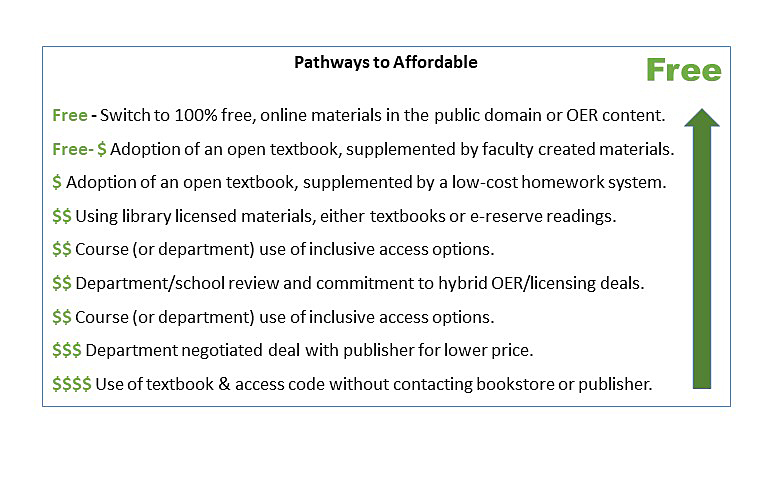 Pathways to Affordable
Free
Free - Switch to 100% free, online materials in the public domain or OER content.
Free- $ Adoption of an open textbook, supplemented by faculty created materials.
$ Adoption of an open textbook, supplemented by a low-cost homework system.
$$ Using library licensed materials, either textbooks or e-reserve readings.
$$ Course (or department) use of inclusive access options.
$$ Department/school review and commitment to hybrid OER/licensing deals.
$$ Course (or department) use of inclusive access options.
$$$ Department negotiated deal with publisher for lower price.
$$$$ Use of textbook & access code without contacting bookstore or publisher.